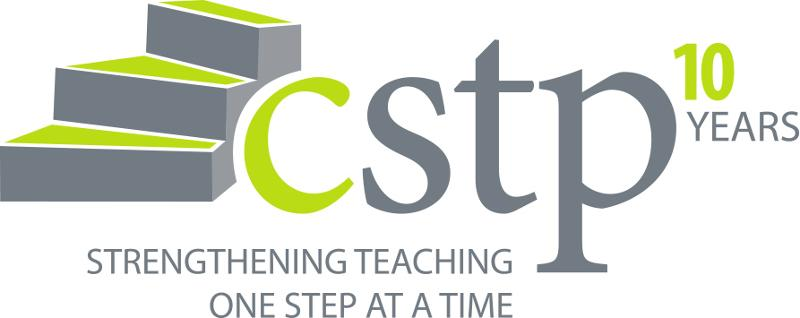 cstp
10
YEARS
STRENGTHENING TEACHING
ONE STEP AT A TIME